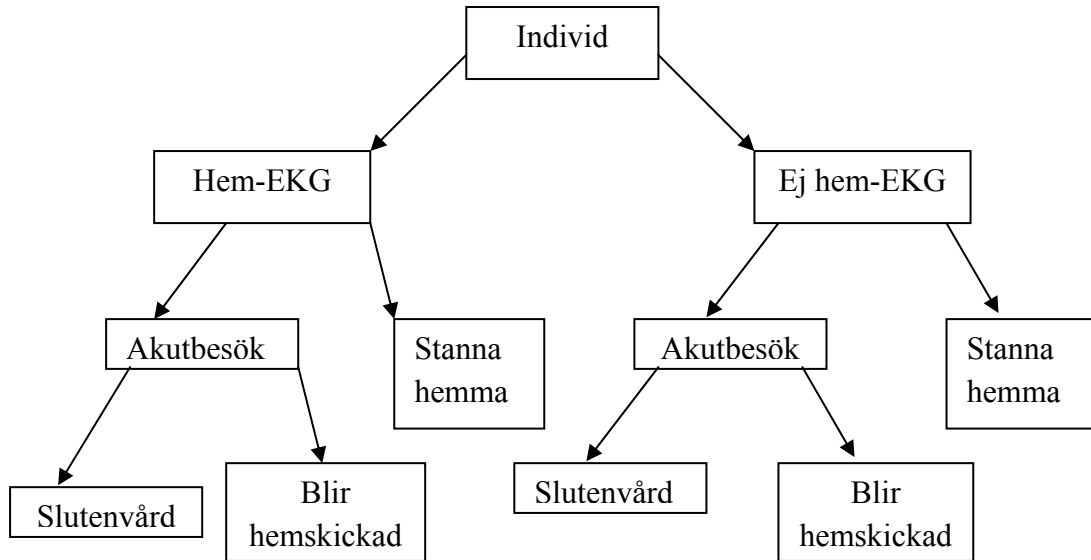 Individ
Hem-EKG
Ej hem-EKG
Akutbesök
Stanna
hemma
Akutbesök
Stanna
hemma
Slutenvård
Blir
hemskickad
Slutenvård
Blir
hemskickad